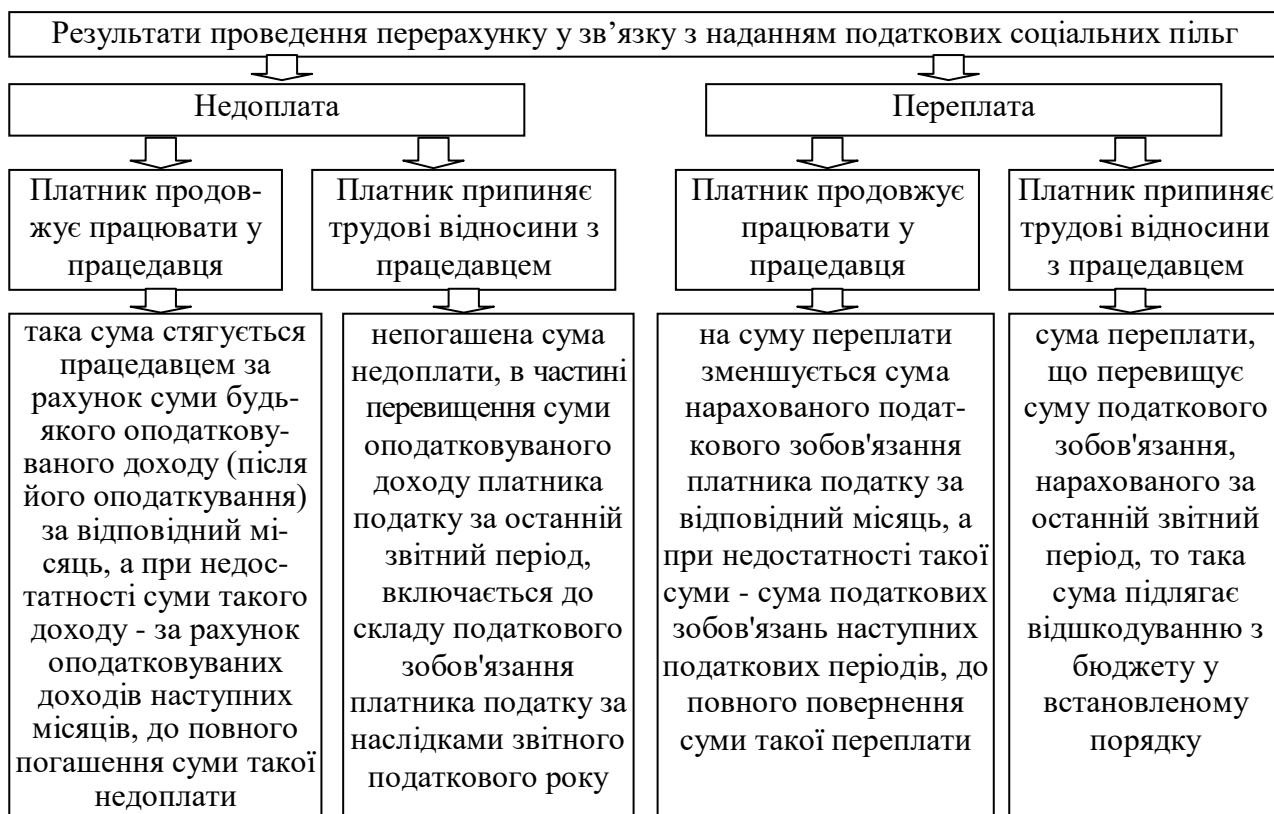 Результати проведення перерахунку у зв’язку з наданням податкових соціальних пільг
Недоплата
Переплата
Платник продов-
жує працювати у
працедавця
Платник припиняє
трудові відносини з
працедавцем
Платник продовжує
працювати у
працедавця
Платник припиняє
трудові відносини
з працедавцем
така сума стягується
працедавцем за
рахунок суми будь-
якого оподаткову-
ваного доходу (після
його оподаткування)
за відповідний мі-
сяць, а при недос-
татності суми такого
доходу - за рахунок
оподатковуваних
доходів наступних
місяців, до повного
погашення суми такої
недоплати
непогашена сума
недоплати, в частині
перевищення суми
оподатковуваного
доходу платника
податку за останній
звітний період,
включається до
складу податкового
зобов'язання
платника податку за
наслідками звітного
податкового року
на суму переплати
зменшується сума
нарахованого подат-
кового зобов'язання
платника податку за
відповідний місяць, а
при недостатності такої
суми - сума податкових
зобов'язань наступних
податкових періодів, до
повного повернення
суми такої переплати
сума переплати,
що перевищує
суму податкового
зобов'язання,
нарахованого за
останній звітний
період, то така
сума підлягає
відшкодуванню з
бюджету у
встановленому
порядку